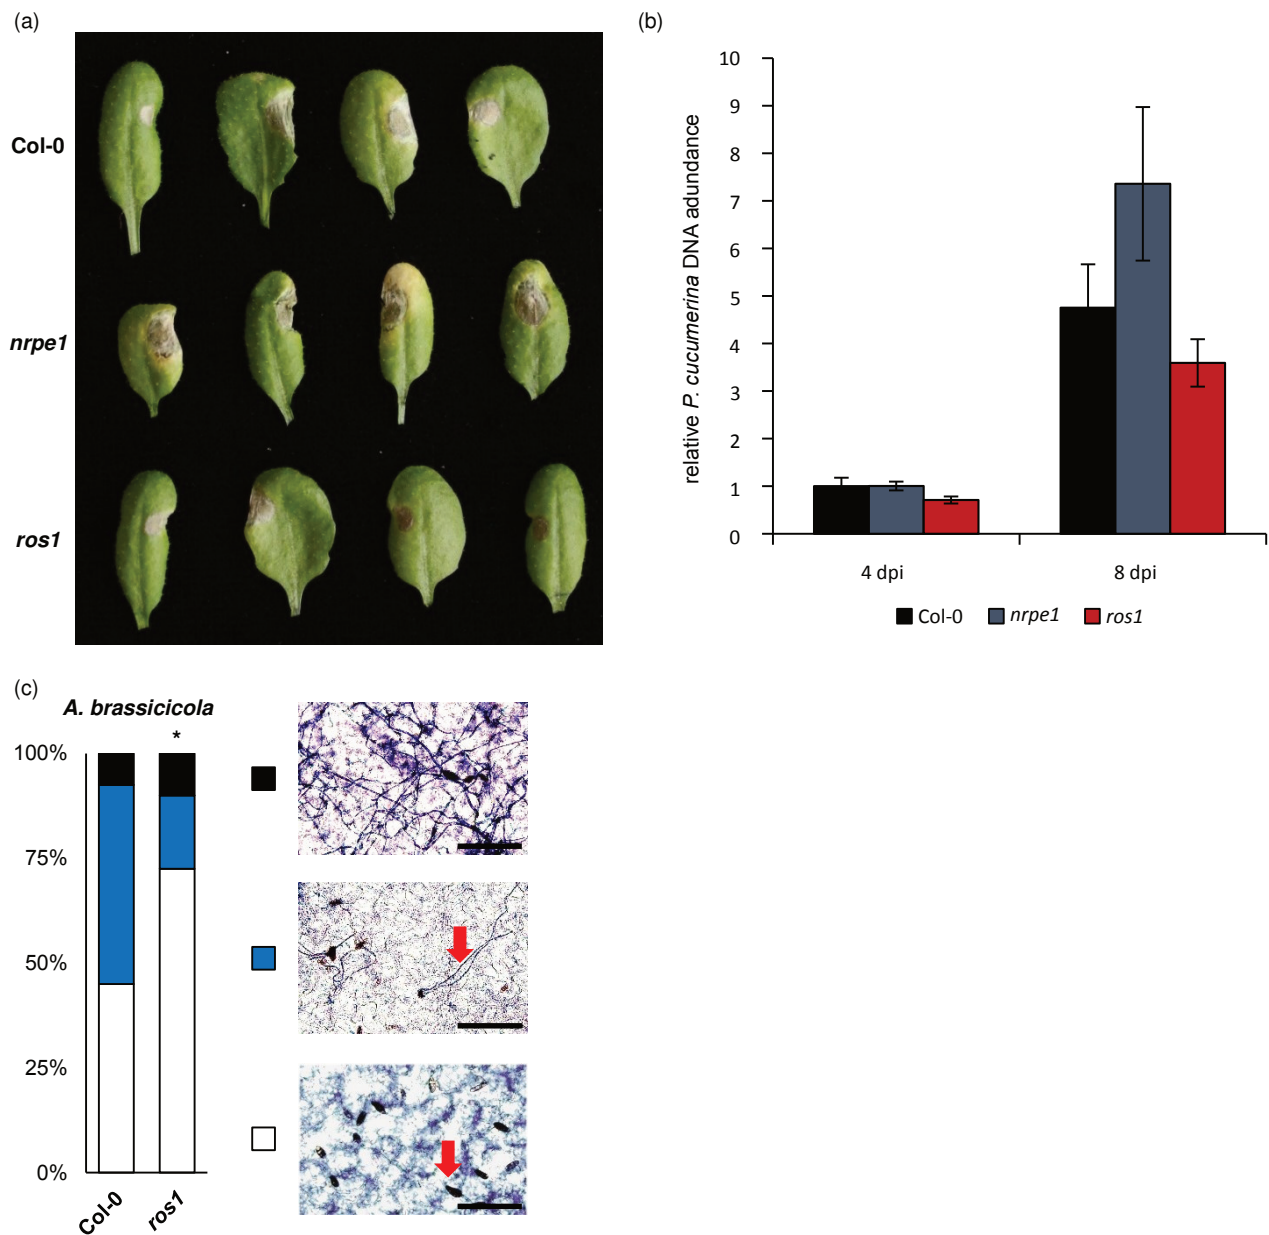 (a)
Col-0
nrpe1
ros1
(b)
relative P. cucumerina DNA adundance
10
9
8
7
6
5
4
3
2
1
0
4 dpi
8 dpi
Col-0 nrpe1 ros1
(c)
A. brassicicola
*
100%
75%
50%
25%
0%
Col-0
ros1